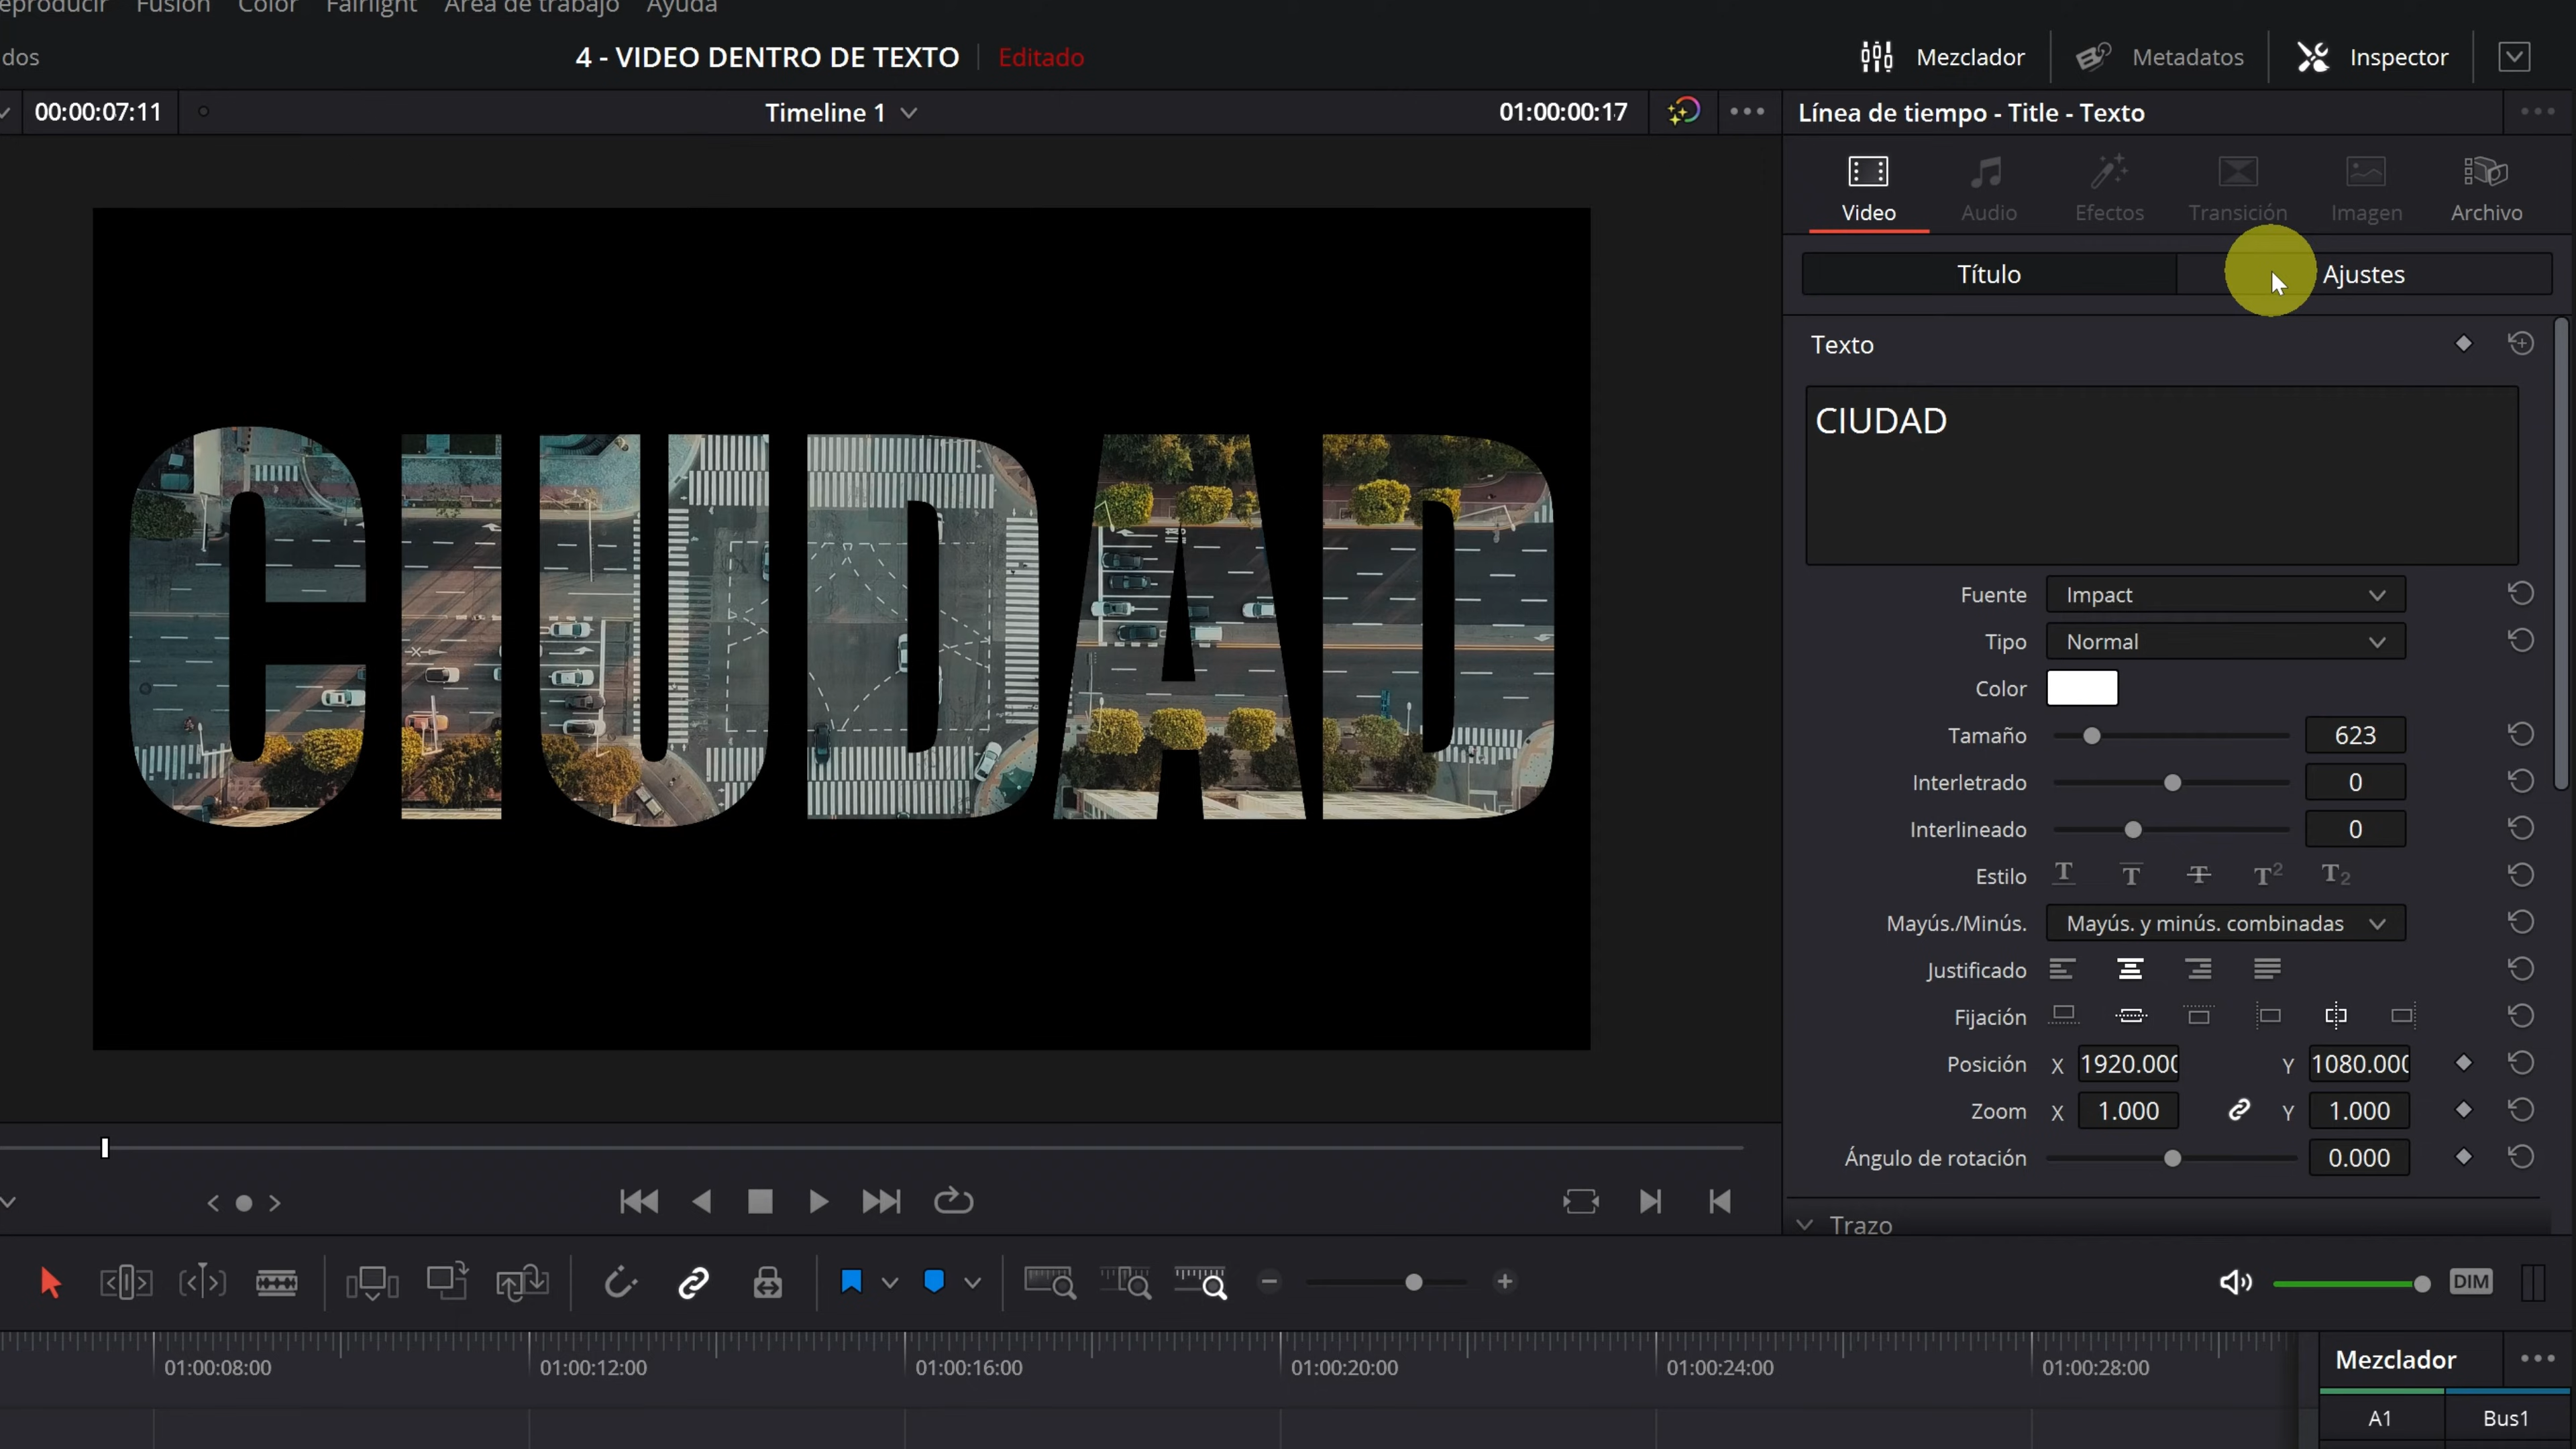 Fusión Color Fairlight Área de trabajo Ayuda
dos
4 - VIDEO DENTRO DE TEXTO
Editado
Mezclador
Metadatos
Inspector
00:00:07:11
Timeline 1
01:00:00:17
Línea de tiempo - Title - Texto
Video
Audio
Efectos
Transición
Imagen
Archivo
Título
Ajustes
Texto
CIUDAD
CIUDAD
Fuente Impact
Tipo Normal
Color
Tamaño 623
Interletrado 0
Interlineado 0
Estilo T T T T2 T2
Mayús./Minús. Mayús. y minús. combinadas
Justificado
Fijación
Posición X 1920.000 Y 1080.000
Zoom X 1.000 Y 1.000
Ángulo de rotación 0.000
Trazo
DIM
01:00:08:00
01:00:12:00
01:00:16:00
01:00:20:00
01:00:24:00
01:00:28:00
Mezclador
A1
Bus1